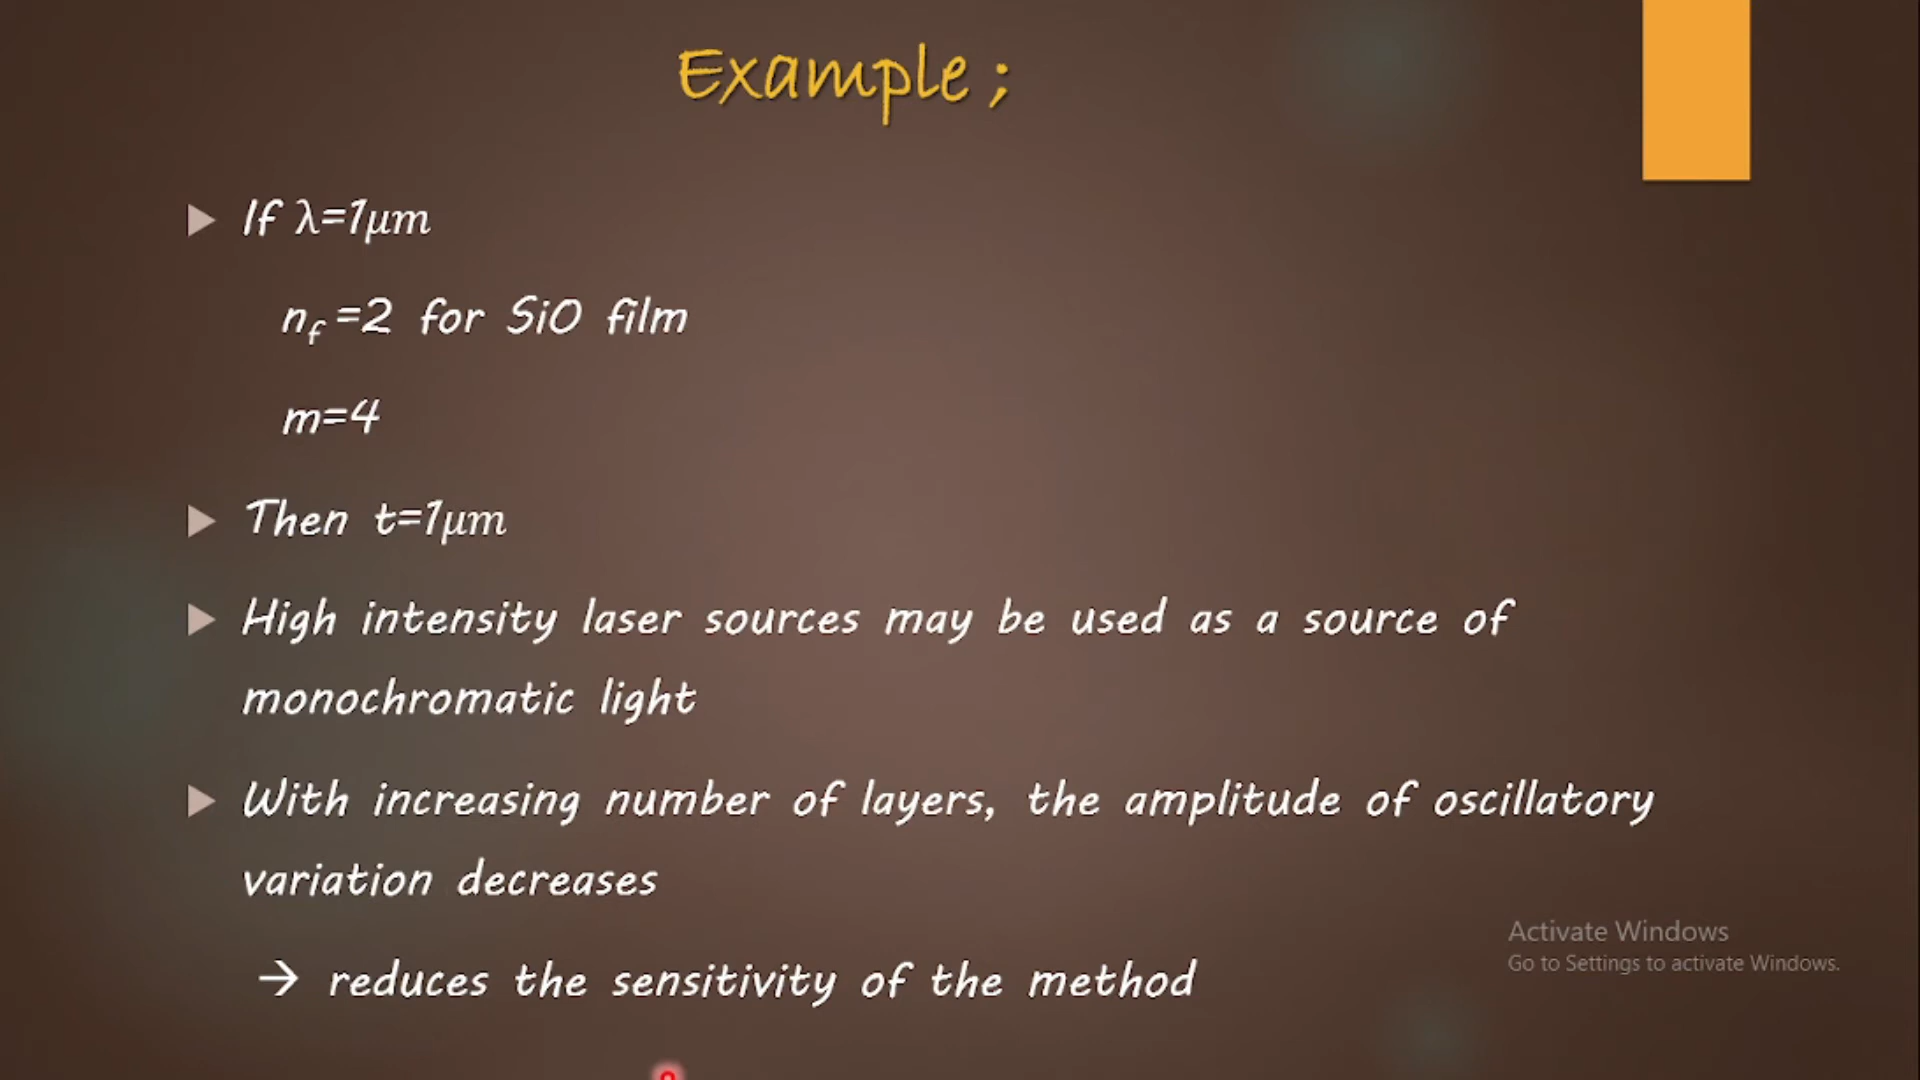 Example ;
If λ=1μm
n_f =2 for SiO film
m=4
Then t=1μm
High intensity laser sources may be used as a source of
monochromatic light
With increasing number of layers, the amplitude of oscillatory
variation decreases
→ reduces the sensitivity of the method
Activate Windows
Go to Settings to activate Windows.